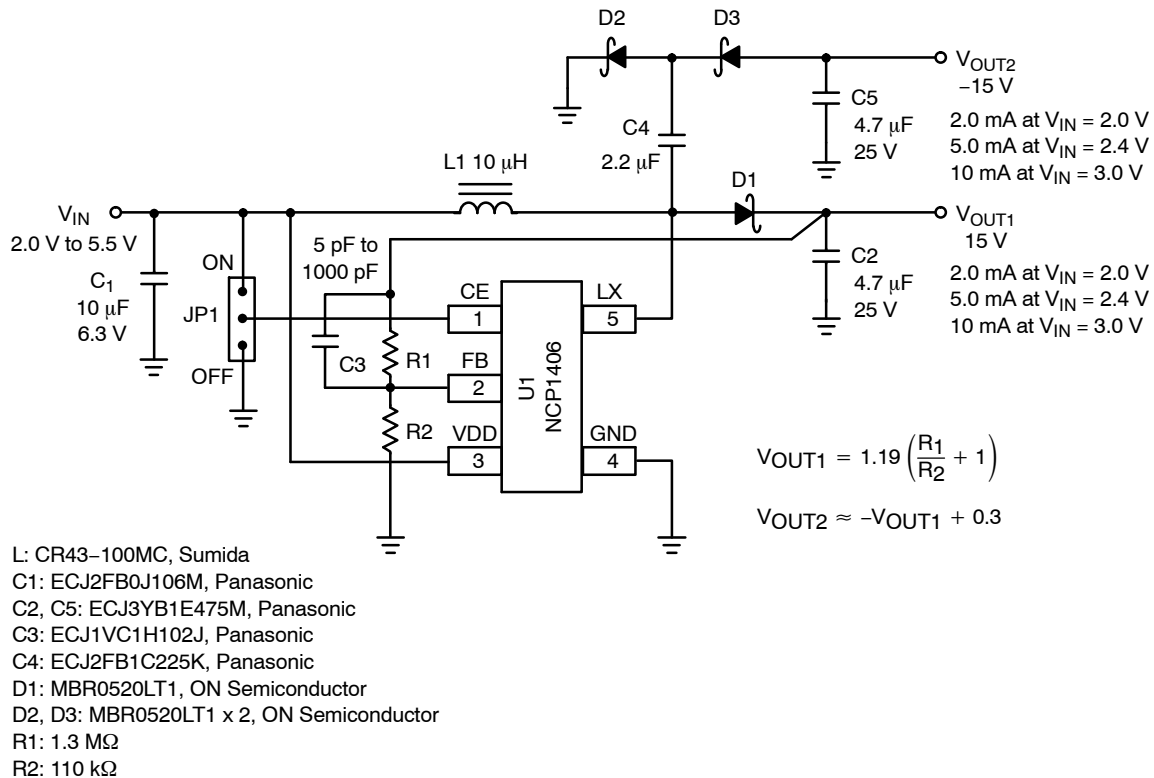 D2
D3
VOUT2
−15 V
C5
4.7 μF
25 V
2.0 mA at VIN = 2.0 V
5.0 mA at VIN = 2.4 V
10 mA at VIN = 3.0 V
C4
2.2 μF
L1 10 μH
D1
VIN
2.0 V to 5.5 V
VOUT1
15 V
C2
4.7 μF
25 V
2.0 mA at VIN = 2.0 V
5.0 mA at VIN = 2.4 V
10 mA at VIN = 3.0 V
5 pF to
1000 pF
ON
C1
10 μF
6.3 V
JP1
OFF
C3
R1
R2
CE
1
FB
2
VDD
3
U1
NCP1406
LX
5
GND
4
VOUT1 = 1.19 (R1/R2 + 1)
VOUT2 ≈ −VOUT1 + 0.3
L: CR43−100MC, Sumida
C1: ECJ2FB0J106M, Panasonic
C2, C5: ECJ3YB1E475M, Panasonic
C3: ECJ1VC1H102J, Panasonic
C4: ECJ2FB1C225K, Panasonic
D1: MBR0520LT1, ON Semiconductor
D2, D3: MBR0520LT1 x 2, ON Semiconductor
R1: 1.3 MΩ
R2: 110 kΩ